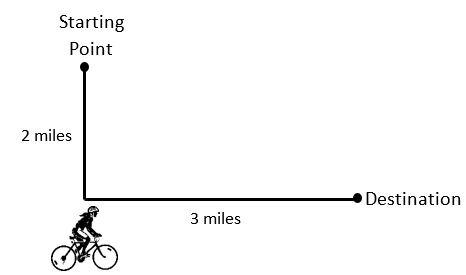 Starting
Point
2 miles
Destination
3 miles